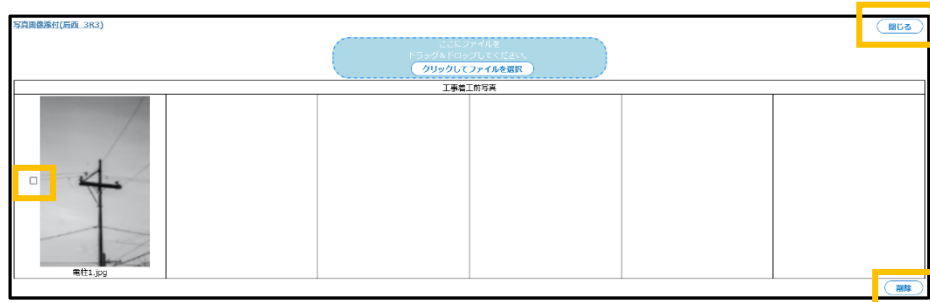 写真画像添付(局面_3R3)
閉じる
ここにファイルを
ドラッグ&ドロップしてください。
クリックしてファイルを選択
工事着工前写真
電柱1.jpg
削除